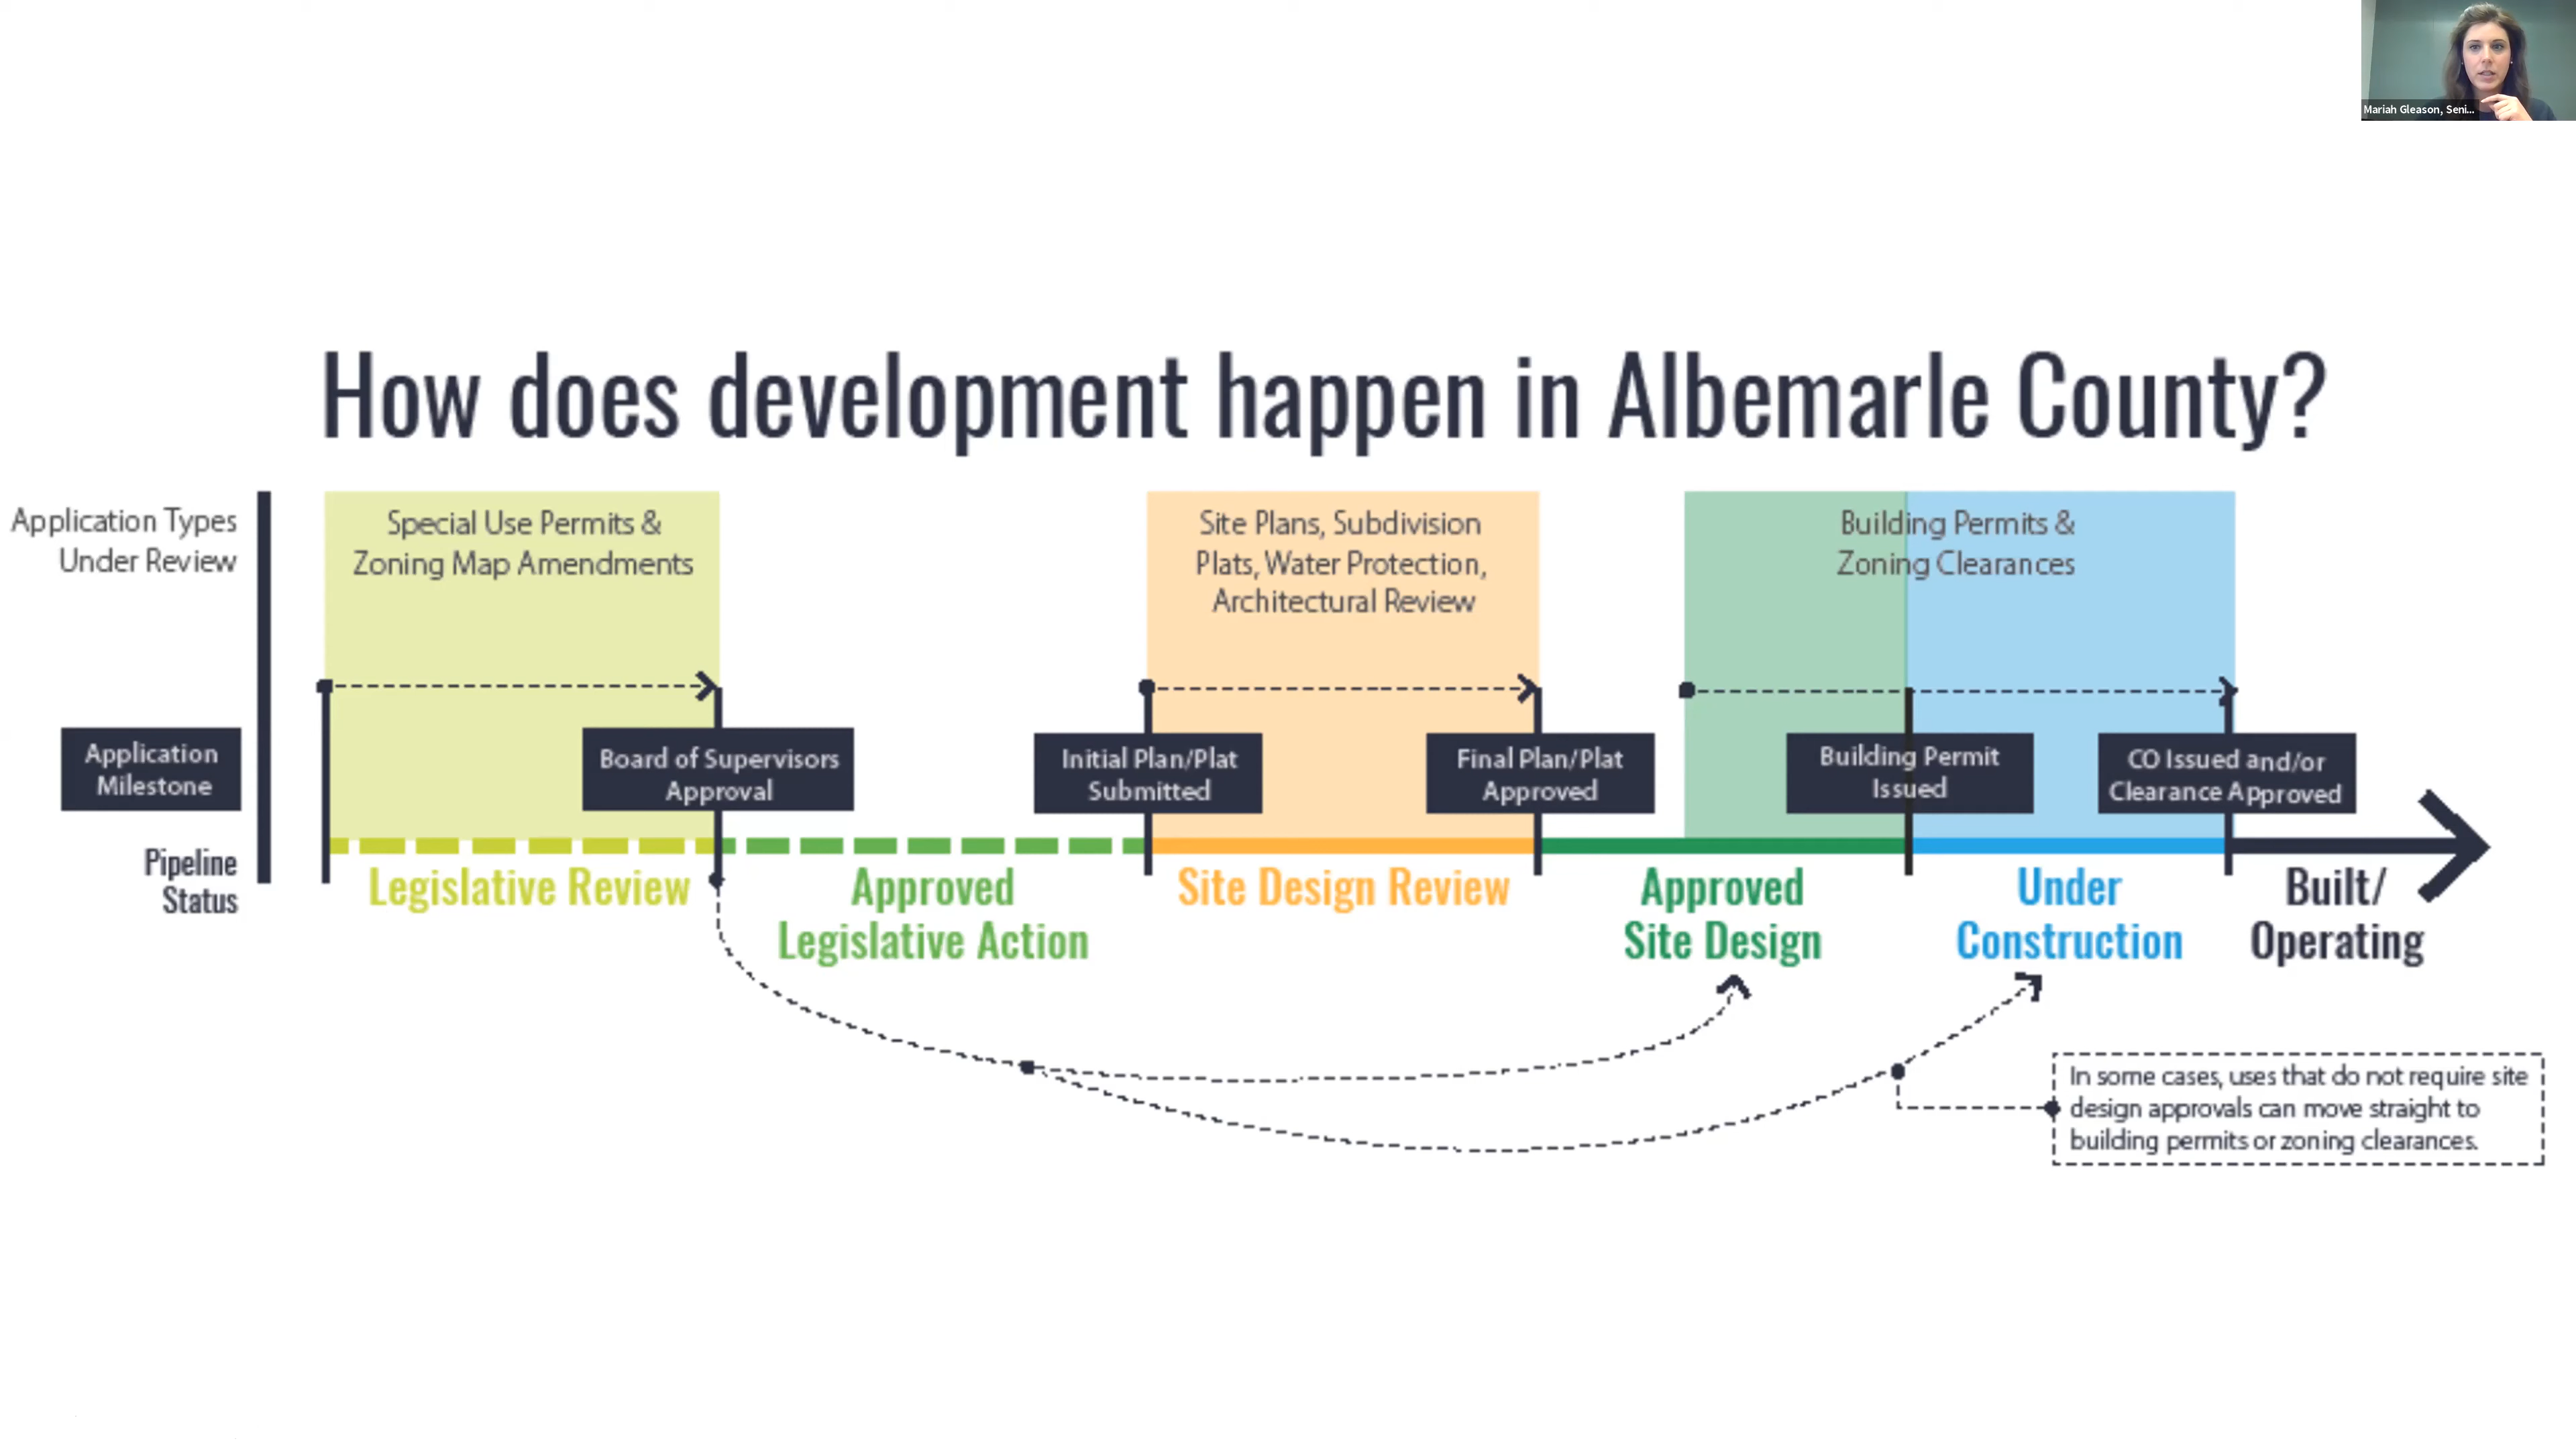 Mariah Gleason, Seni...
How does development happen in Albemarle County?
Application Types
Under Review
Special Use Permits &
Zoning Map Amendments
Site Plans, Subdivision
Plats, Water Protection,
Architectural Review
Building Permits &
Zoning Clearances
Application
Milestone
Board of Supervisors
Approval
Initial Plan/Plat
Submitted
Final Plan/Plat
Approved
Building Permit
Issued
CO Issued and/or
Clearance Approved
Pipeline
Status
Legislative Review
Approved
Legislative Action
Site Design Review
Approved
Site Design
Under
Construction
Built/
Operating
In some cases, uses that do not require site
design approvals can move straight to
building permits or zoning clearances.